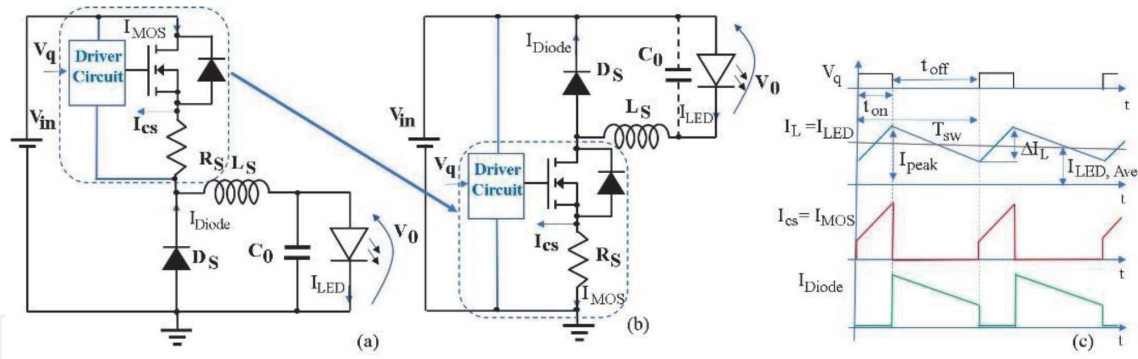 I_MOS
V_q
Driver
Circuit
V_in
I_cs
R_S
L_S
I_Diode
D_S
C_0
I_LED
V_0
(a)
I_Diode
D_S
C_0
V_0
L_S
I_LED
V_in
V_q
Driver
Circuit
I_cs
R_S
I_MOS
(b)
V_q
t_off
t
t_on
T_sw
I_L = I_LED
ΔI_L
I_peak
I_LED, Ave
t
I_cs = I_MOS
t
I_Diode
t
(c)